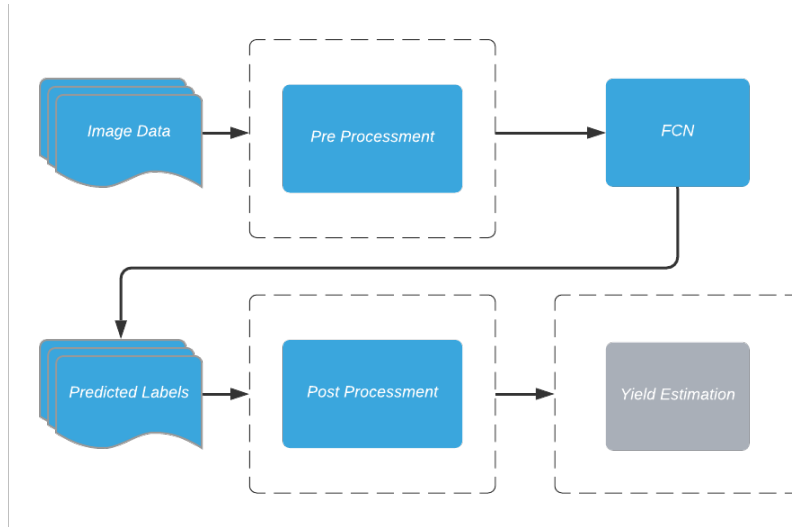 Image Data
Pre Processment
FCN
Predicted Labels
Post Processment
Yield Estimation